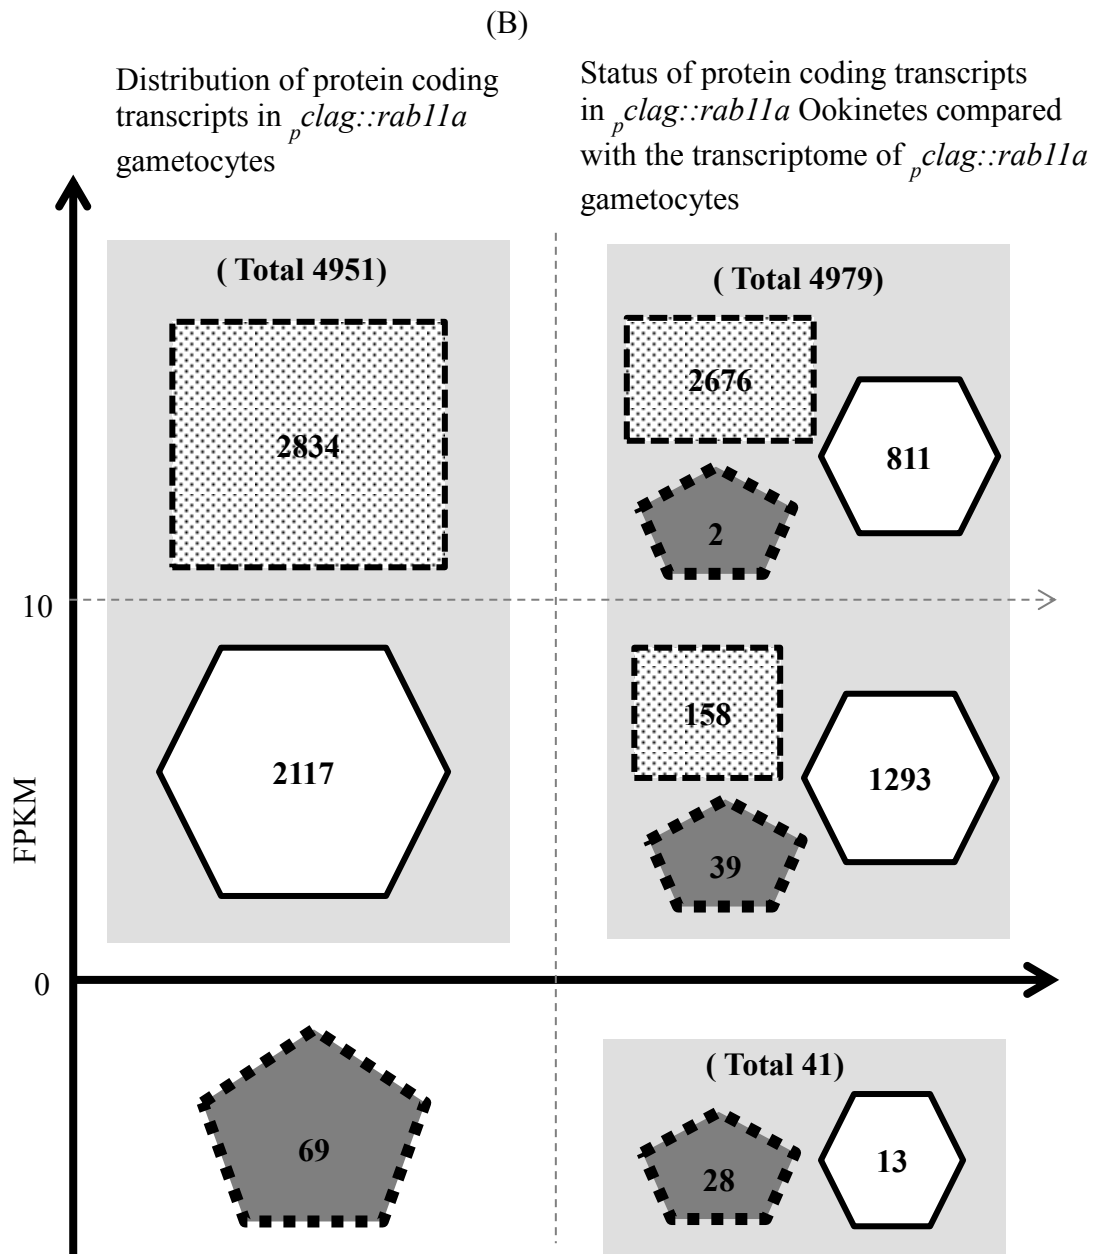 (B)
Distribution of protein coding
transcripts in pclag::rab11a
gametocytes
Status of protein coding transcripts
in pclag::rab11a Ookinetes compared
with the transcriptome of pclag::rab11a
gametocytes
( Total 4951)
( Total 4979)
2834
2676
811
2
10
2117
158
1293
39
FPKM
0
69
( Total 41)
28
13